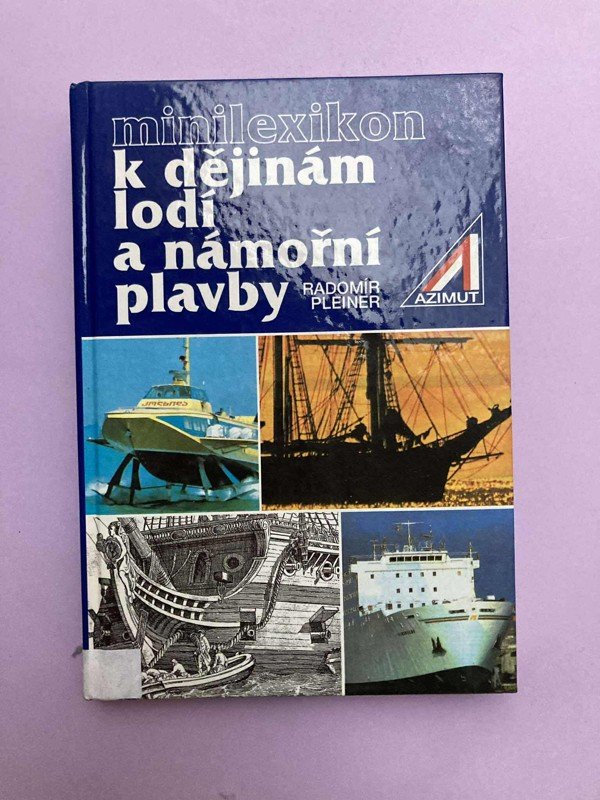 minilexikon
k dějinám
lodí
a námořní
plavby
RADOMÍR
PLEINER
AZIMUT